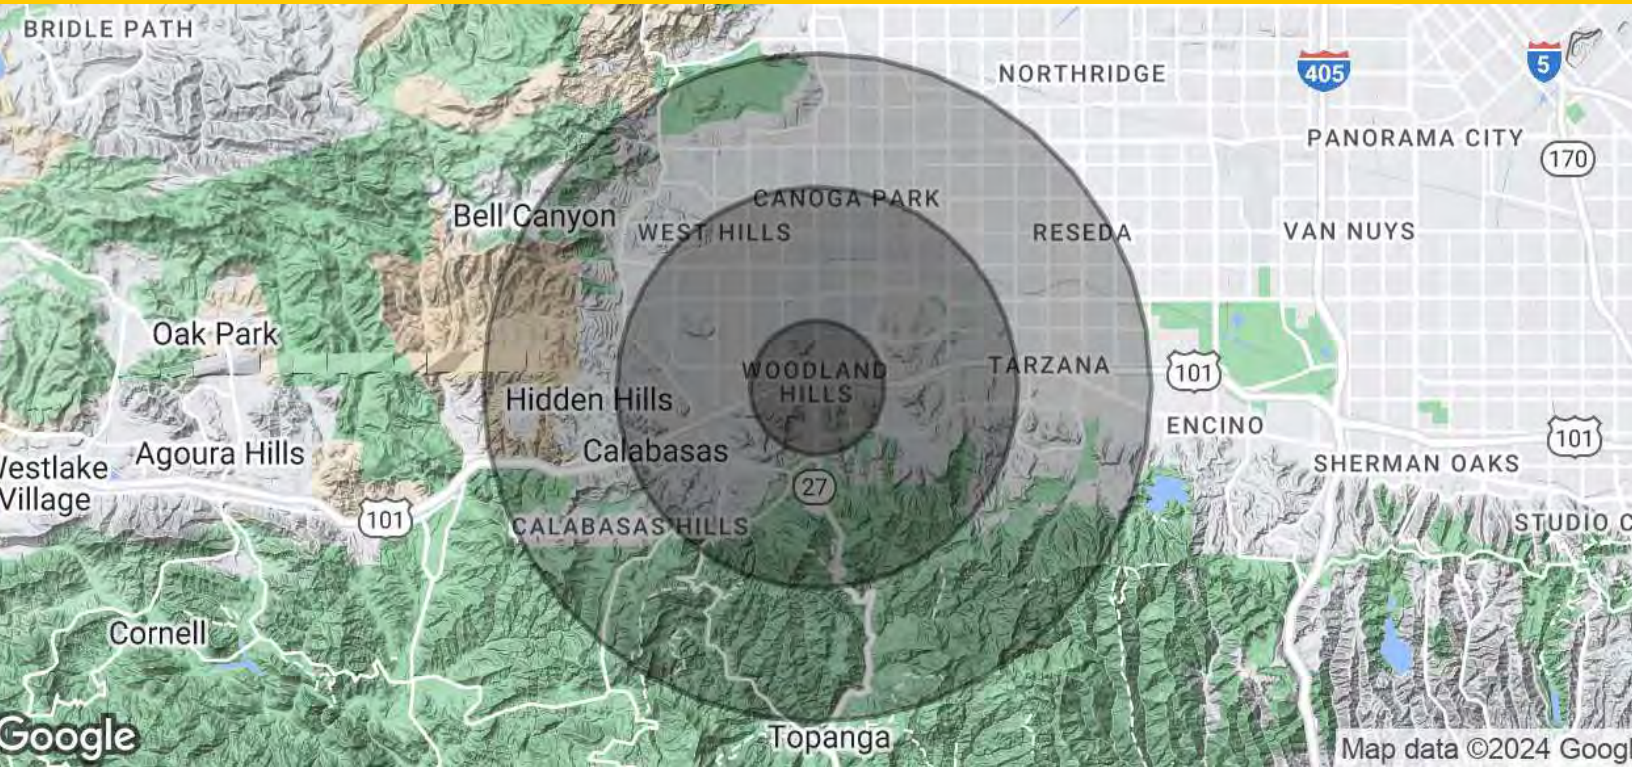 BRIDLE PATH
NORTHRIDGE
405
5
PANORAMA CITY
170
CANOGA PARK
Bell Canyon
WEST HILLS
RESEDA
VAN NUYS
Oak Park
WOODLAND
HILLS
TARZANA
101
Hidden Hills
ENCINO
101
Agoura Hills
Calabasas
SHERMAN OAKS
Westlake
Village
27
101
CALABASAS HILLS
STUDIO C
Cornell
Topanga
Google
Map data ©2024 Googl